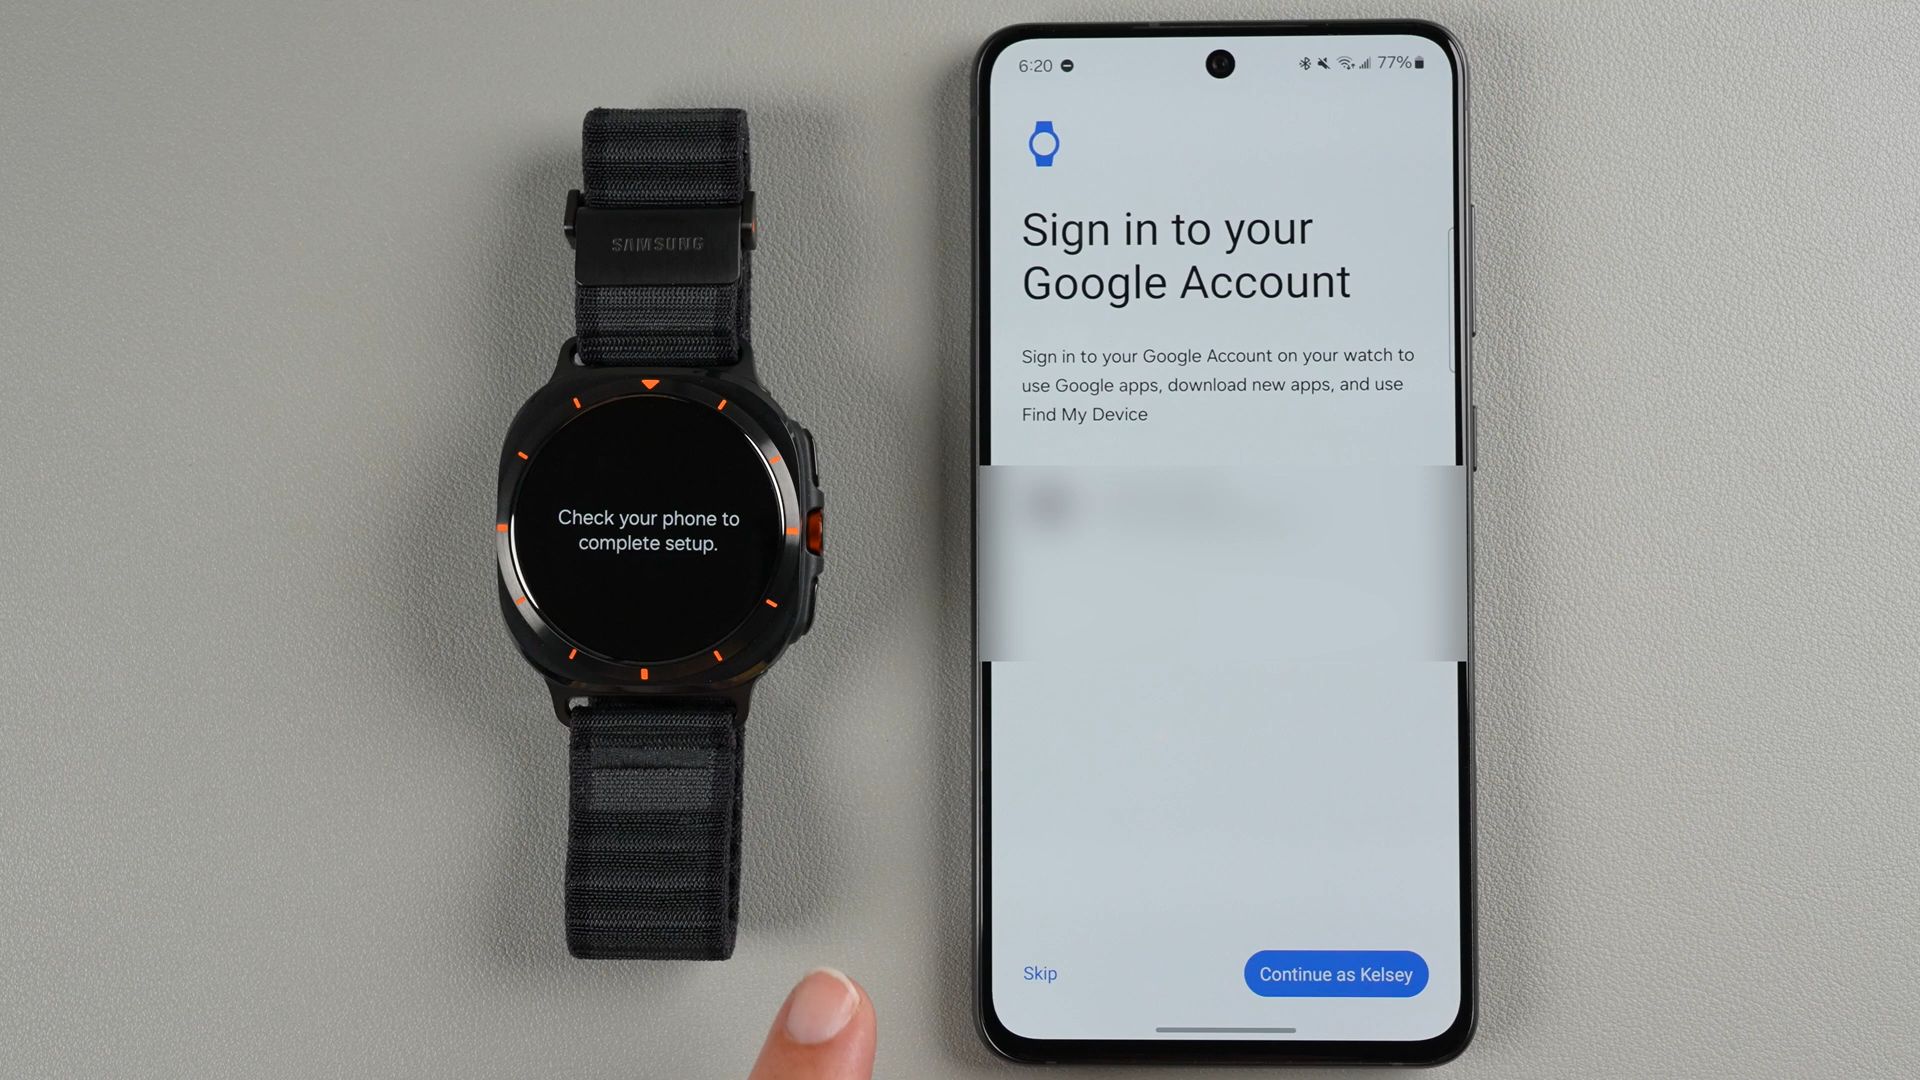 SAMSUNG
Check your phone to
complete setup.
6:20
77%
Sign in to your
Google Account
Sign in to your Google Account on your watch to
use Google apps, download new apps, and use
Find My Device
Skip
Continue as Kelsey